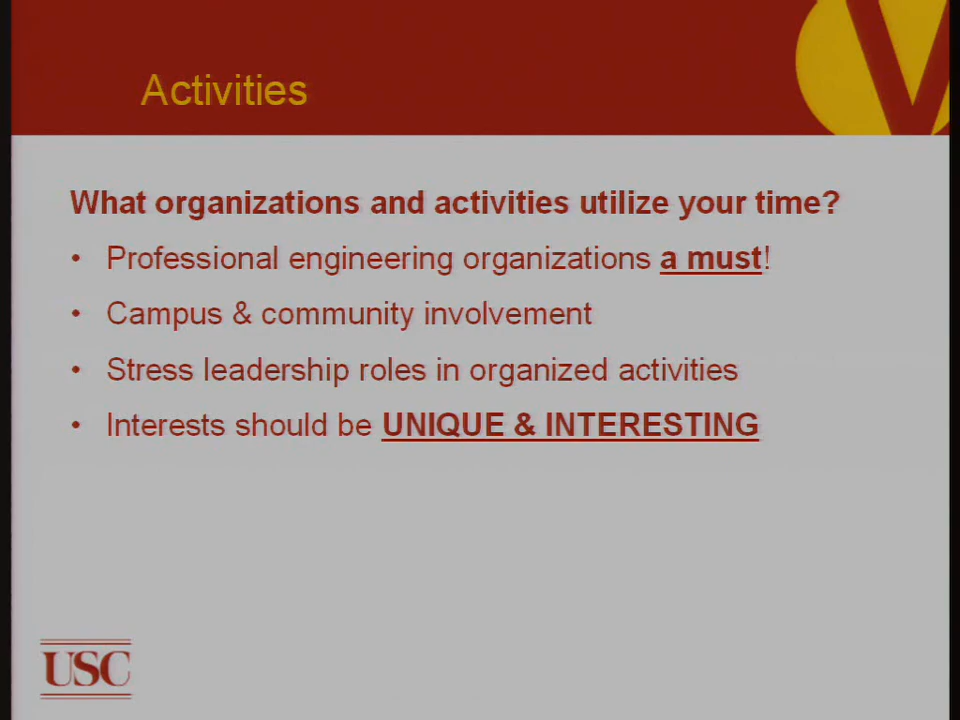 Activities
What organizations and activities utilize your time?
• Professional engineering organizations a must!
• Campus & community involvement
• Stress leadership roles in organized activities
• Interests should be UNIQUE & INTERESTING
USC